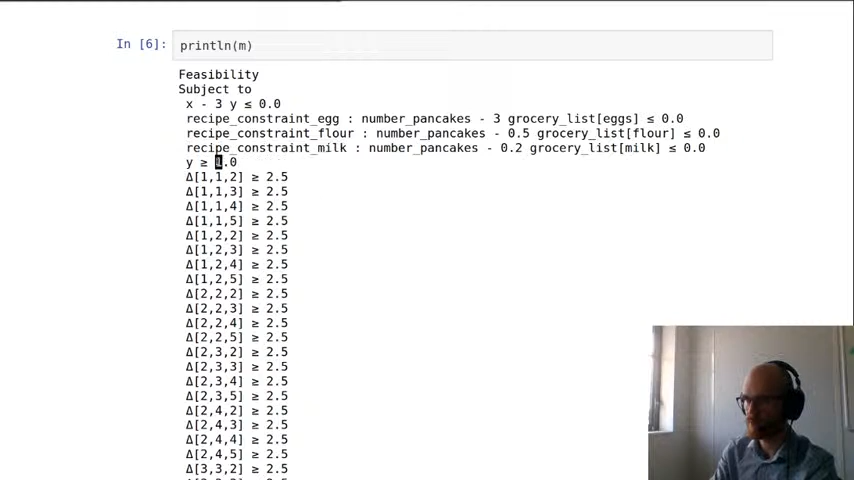 In [6]: println(m)
Feasibility
Subject to
x - 3 y ≤ 0.0
recipe_constraint_egg : number_pancakes - 3 grocery_list[eggs] ≤ 0.0
recipe_constraint_flour : number_pancakes - 0.5 grocery_list[flour] ≤ 0.0
recipe_constraint_milk : number_pancakes - 0.2 grocery_list[milk] ≤ 0.0
y ≥ 1.0
Δ[1,1,2] ≥ 2.5
Δ[1,1,3] ≥ 2.5
Δ[1,1,4] ≥ 2.5
Δ[1,1,5] ≥ 2.5
Δ[1,2,2] ≥ 2.5
Δ[1,2,3] ≥ 2.5
Δ[1,2,4] ≥ 2.5
Δ[1,2,5] ≥ 2.5
Δ[2,2,2] ≥ 2.5
Δ[2,2,3] ≥ 2.5
Δ[2,2,4] ≥ 2.5
Δ[2,2,5] ≥ 2.5
Δ[2,3,2] ≥ 2.5
Δ[2,3,3] ≥ 2.5
Δ[2,3,4] ≥ 2.5
Δ[2,3,5] ≥ 2.5
Δ[2,4,2] ≥ 2.5
Δ[2,4,3] ≥ 2.5
Δ[2,4,4] ≥ 2.5
Δ[2,4,5] ≥ 2.5
Δ[3,3,2] ≥ 2.5